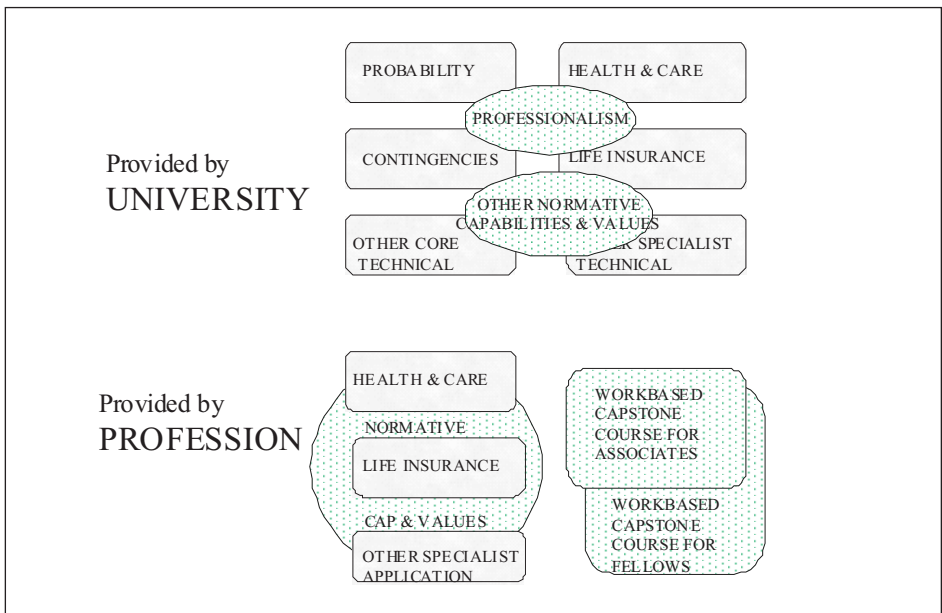 PROBABILITY
HEALTH & CARE
PROFESSIONALISM
Provided by
UNIVERSITY
CONTINGENCIES
LIFE INSURANCE
OTHER NORMATIVE
CAPABILITIES & VALUES
OTHER CORE
TECHNICAL
ER SPECIALIST
TECHNICAL
Provided by
PROFESSION
HEALTH & CARE
NORMATIVE
LIFE INSURANCE
CAP & VALUES
OTHER SPECIALIST
APPLICATION
WORKBASED
CAPSTONE
COURSE FOR
ASSOCIATES
WORKBASED
CAPSTONE
COURSE FOR
FELLOWS